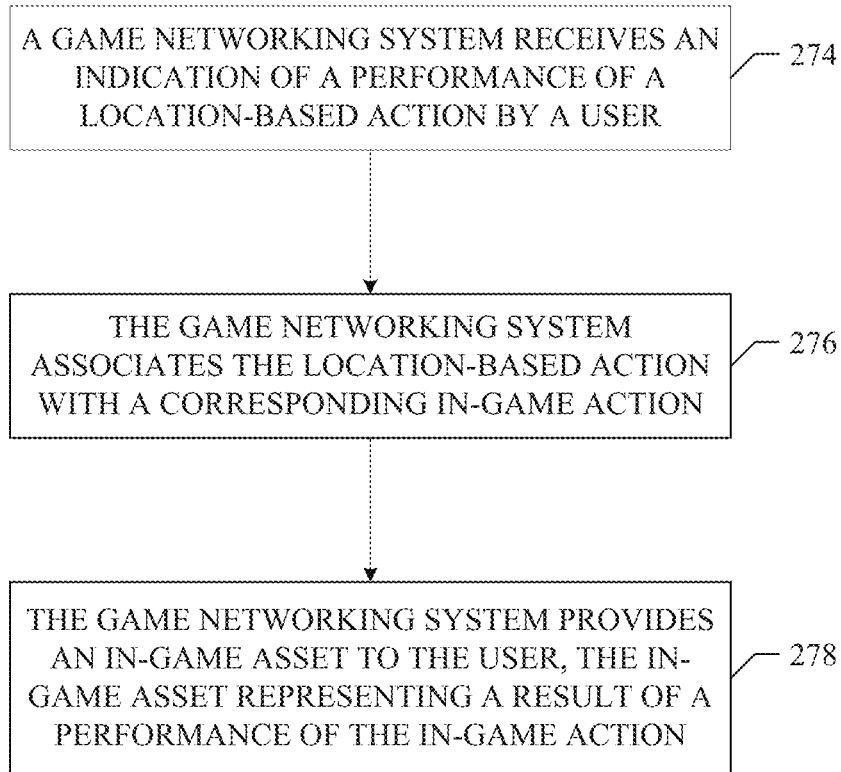 A GAME NETWORKING SYSTEM RECEIVES AN
INDICATION OF A PERFORMANCE OF A
LOCATION-BASED ACTION BY A USER
274
THE GAME NETWORKING SYSTEM
ASSOCIATES THE LOCATION-BASED ACTION
WITH A CORRESPONDING IN-GAME ACTION
276
THE GAME NETWORKING SYSTEM PROVIDES
AN IN-GAME ASSET TO THE USER, THE IN-
GAME ASSET REPRESENTING A RESULT OF A
PERFORMANCE OF THE IN-GAME ACTION
278